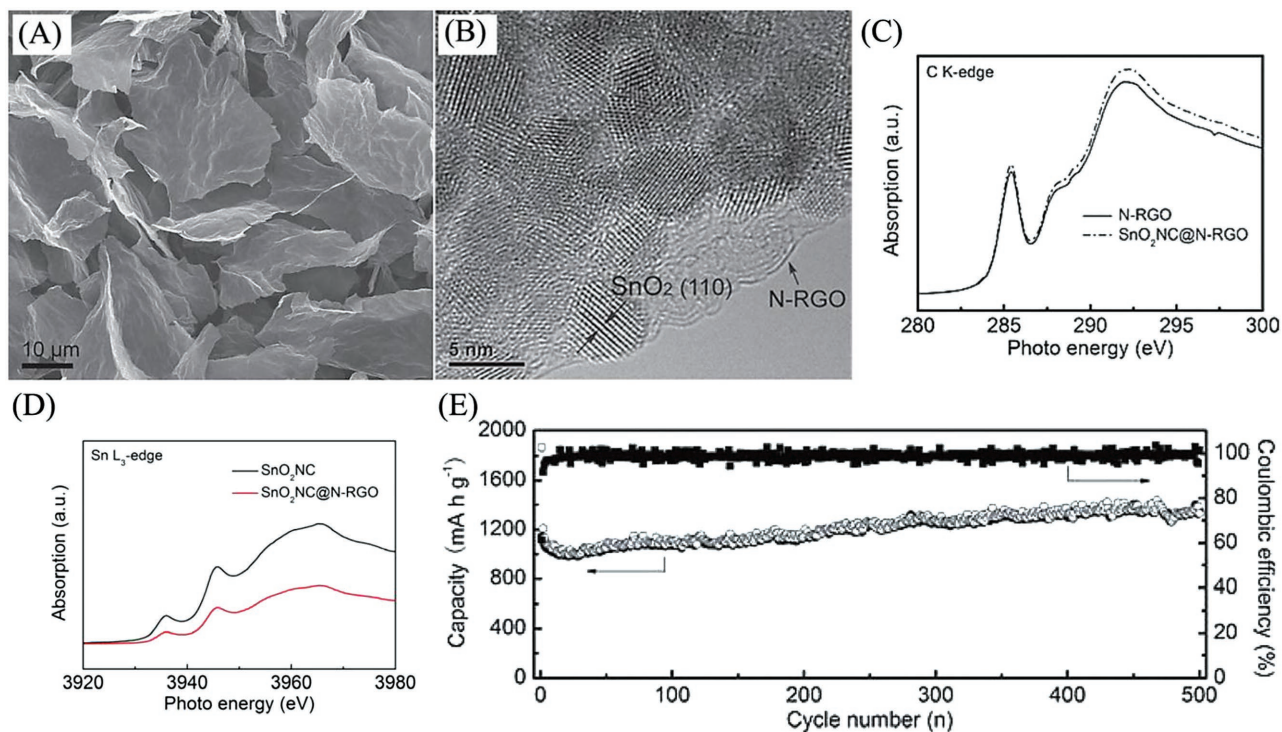 (A)
10 μm
(B)
SnO₂ (110)
N-RGO
5 nm
(C)
C K-edge
Absorption (a.u.)
N-RGO
SnO₂NC@N-RGO
280 285 290 295 300
Photo energy (eV)
(D)
Sn L₃-edge
Absorption (a.u.)
SnO₂NC
SnO₂NC@N-RGO
3920 3940 3960 3980
Photo energy (eV)
(E)
Capacity (mA h g⁻¹)
2000
1600
1200
800
400
0
0 100 200 300 400 500
Cycle number (n)
100
80
60
40
20
0
Coulombic efficiency (%)